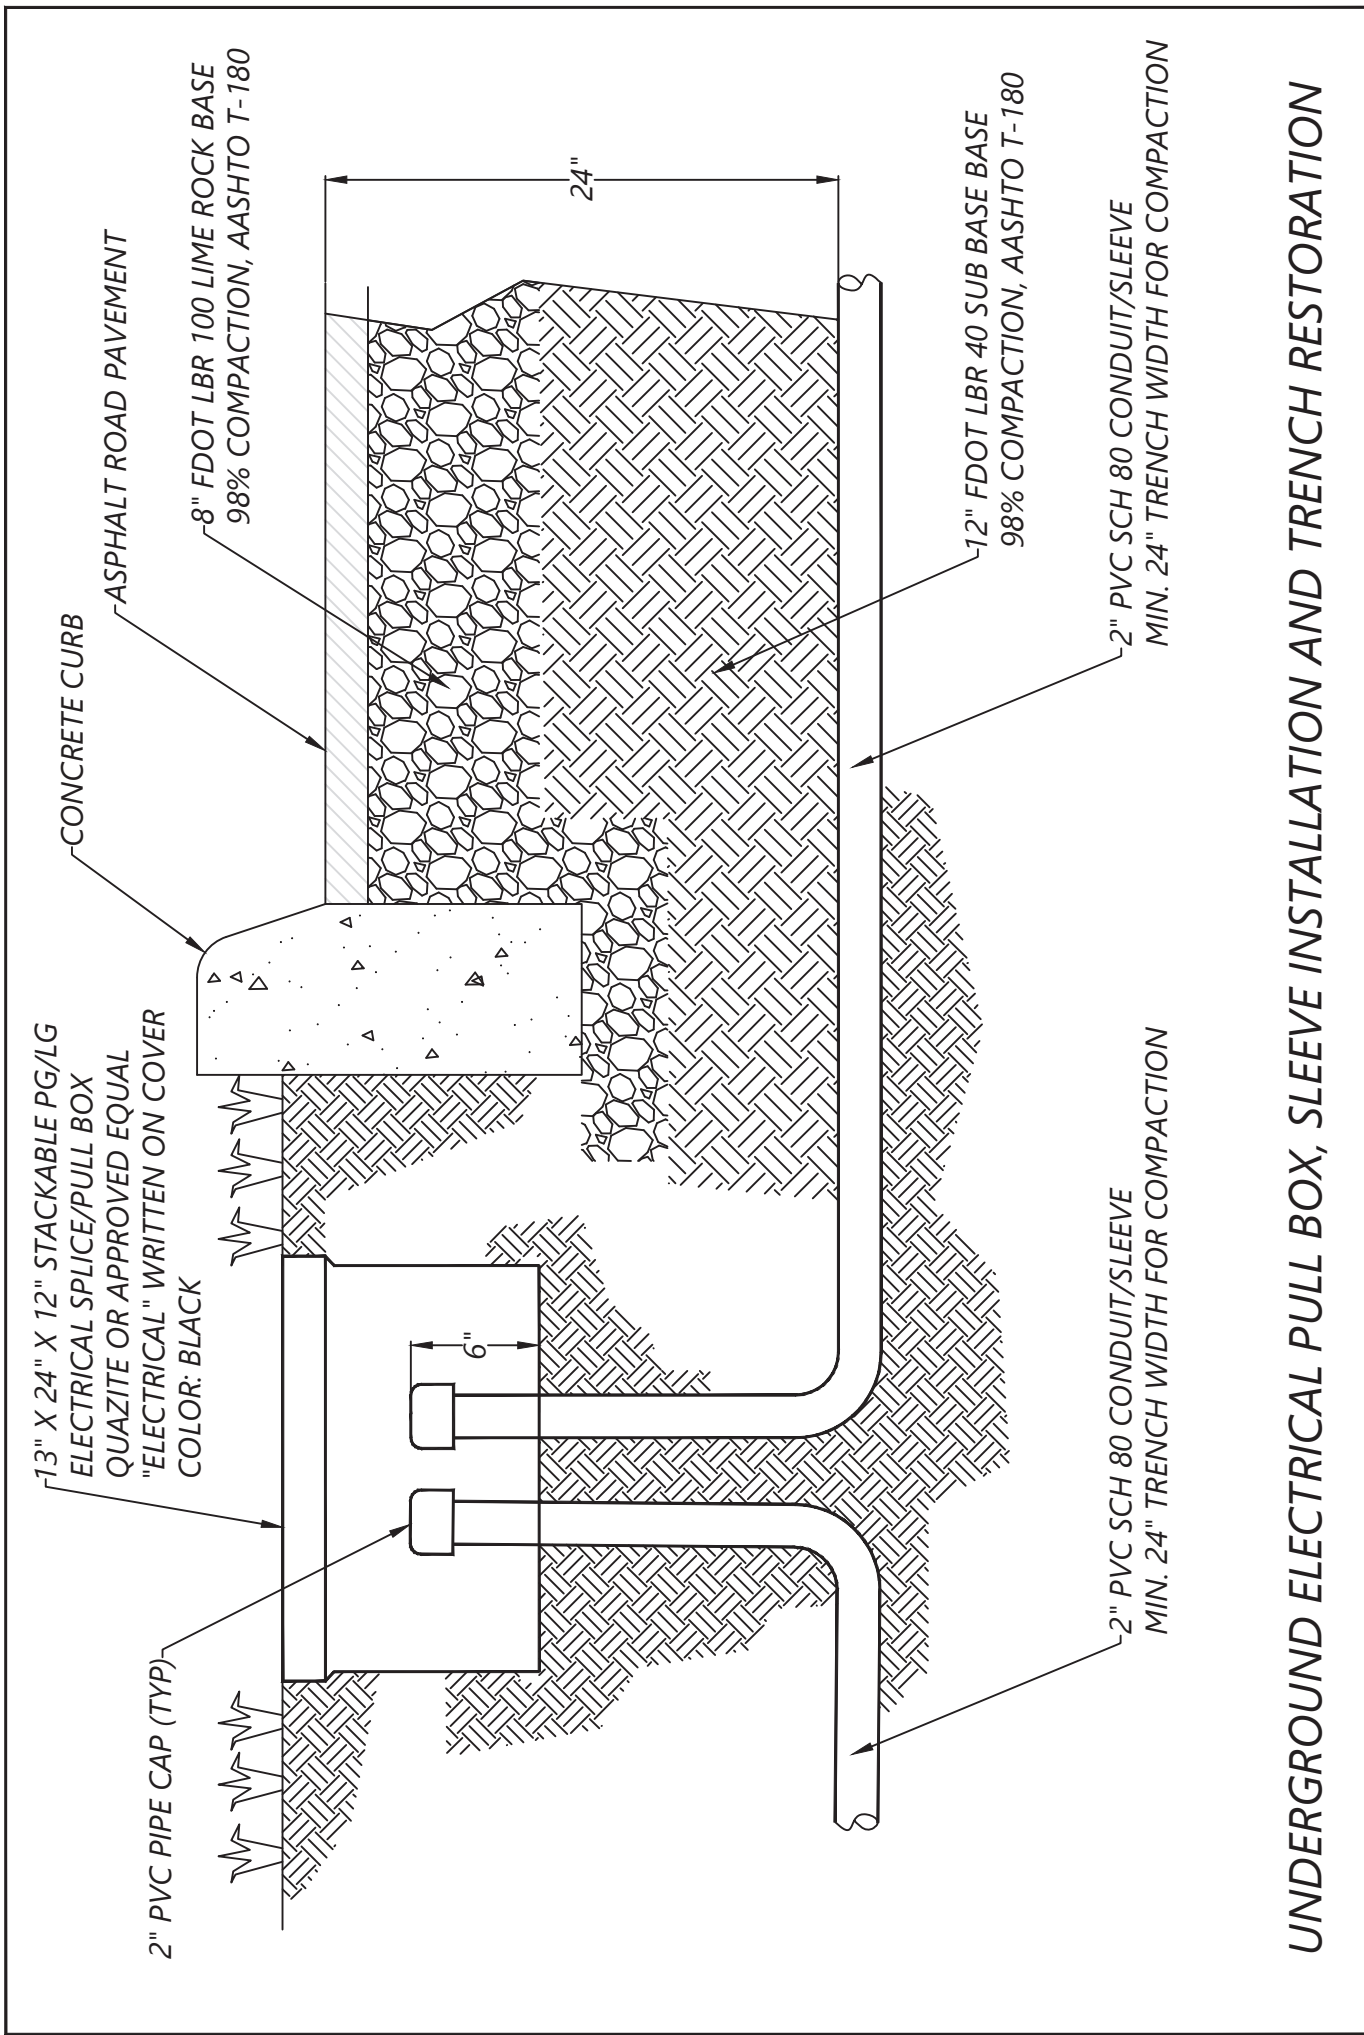 13" X 24" X 12" STACKABLE PG/LG
ELECTRICAL SPLICE/PULL BOX
QUAZITE OR APPROVED EQUAL
"ELECTRICAL" WRITTEN ON COVER
COLOR: BLACK
CONCRETE CURB
ASPHALT ROAD PAVEMENT
8" FDOT LBR 100 LIME ROCK BASE
98% COMPACTION, AASHTO T-180
2" PVC PIPE CAP (TYP)
6"
24"
12" FDOT LBR 40 SUB BASE BASE
98% COMPACTION, AASHTO T-180
2" PVC SCH 80 CONDUIT/SLEEVE
MIN. 24" TRENCH WIDTH FOR COMPACTION
2" PVC SCH 80 CONDUIT/SLEEVE
MIN. 24" TRENCH WIDTH FOR COMPACTION
UNDERGROUND ELECTRICAL PULL BOX, SLEEVE INSTALLATION AND TRENCH RESTORATION